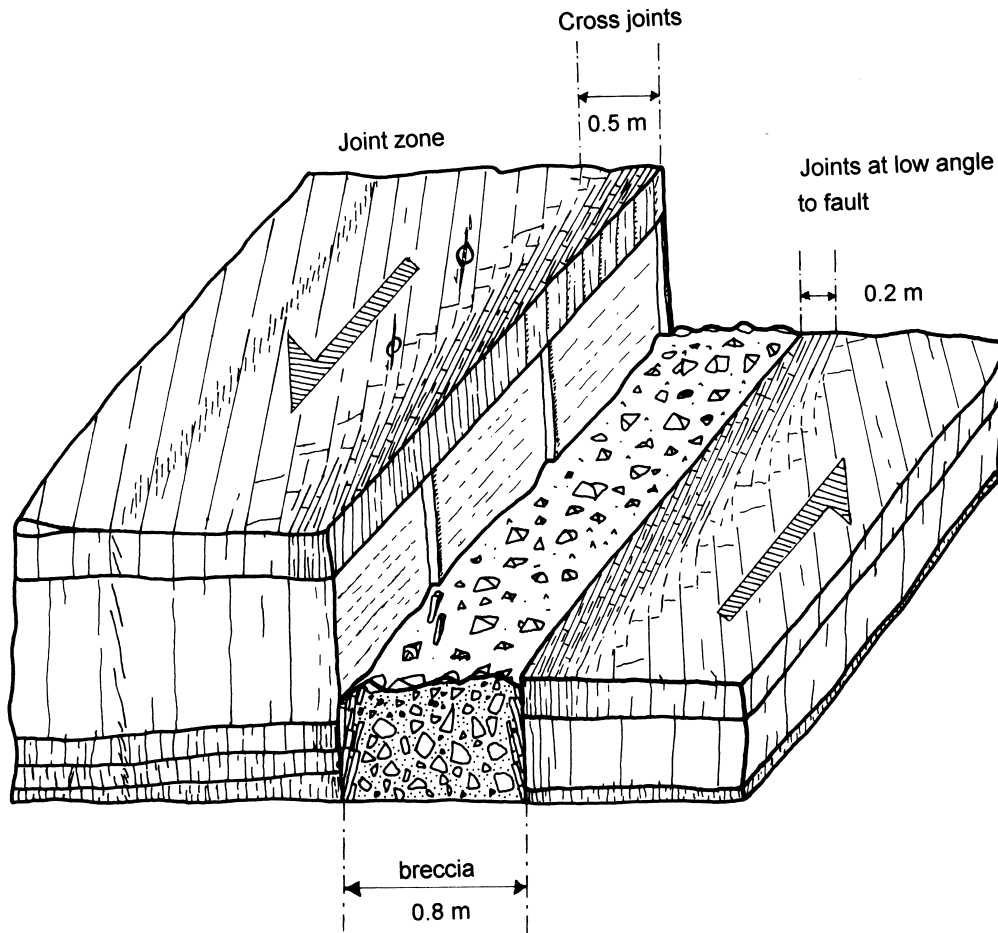 Cross joints
0.5 m
Joint zone
Joints at low angle
to fault
0.2 m
breccia
0.8 m